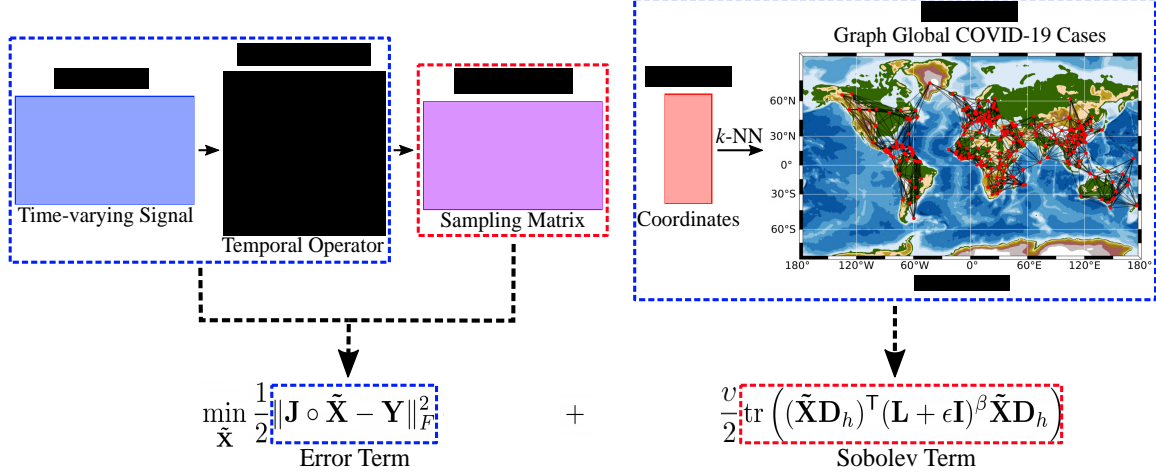 Graph Global COVID-19 Cases
Time-varying Signal
Temporal Operator
Sampling Matrix
Coordinates
k-NN
60°N
30°N
0°
30°S
60°S
180° 120°W 60°W 0° 60°E 120°E 180°
min_{X̃} 1/2 ‖J ∘ X̃ − Y‖²_F + υ/2 tr((X̃D_h)^T (L + εI)^β X̃D_h)
Error Term
Sobolev Term